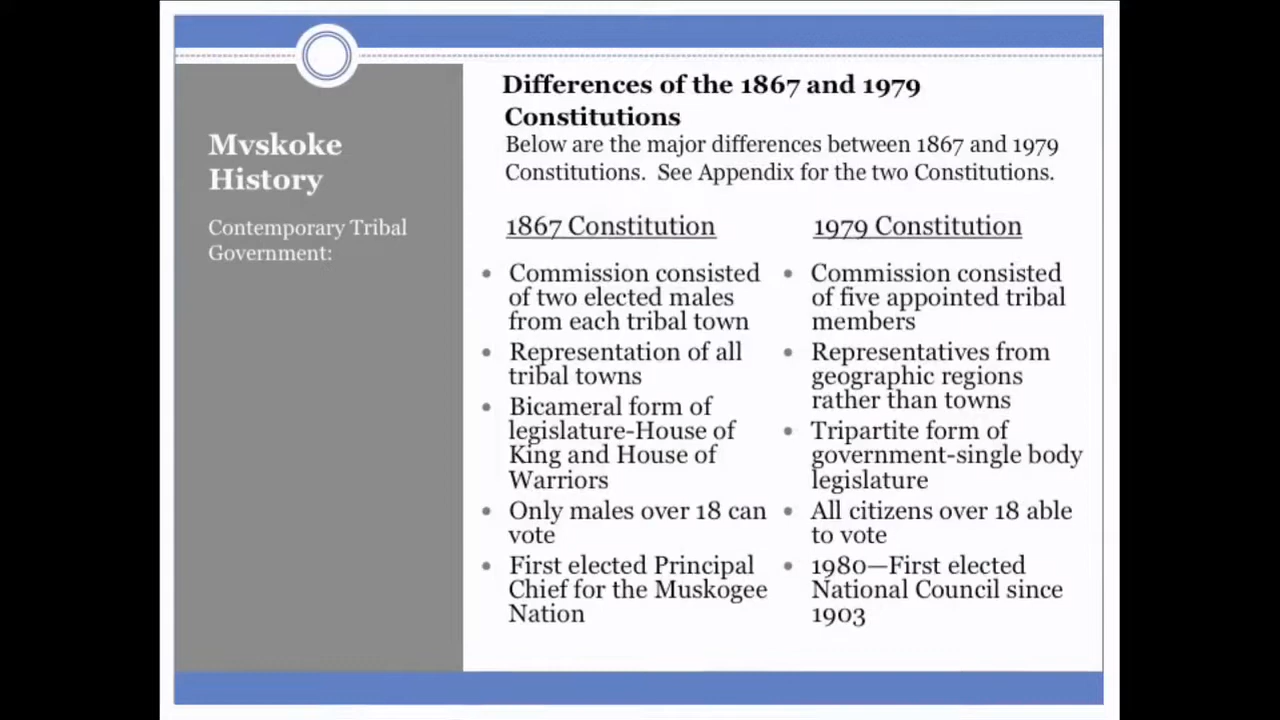 Mvskoke
History
Contemporary Tribal
Government:
Differences of the 1867 and 1979
Constitutions
Below are the major differences between 1867 and 1979
Constitutions.  See Appendix for the two Constitutions.
1867 Constitution
• Commission consisted
of two elected males
from each tribal town
• Representation of all
tribal towns
• Bicameral form of
legislature-House of
King and House of
Warriors
• Only males over 18 can
vote
• First elected Principal
Chief for the Muskogee
Nation
1979 Constitution
• Commission consisted
of five appointed tribal
members
• Representatives from
geographic regions
rather than towns
• Tripartite form of
government-single body
legislature
• All citizens over 18 able
to vote
• 1980—First elected
National Council since
1903